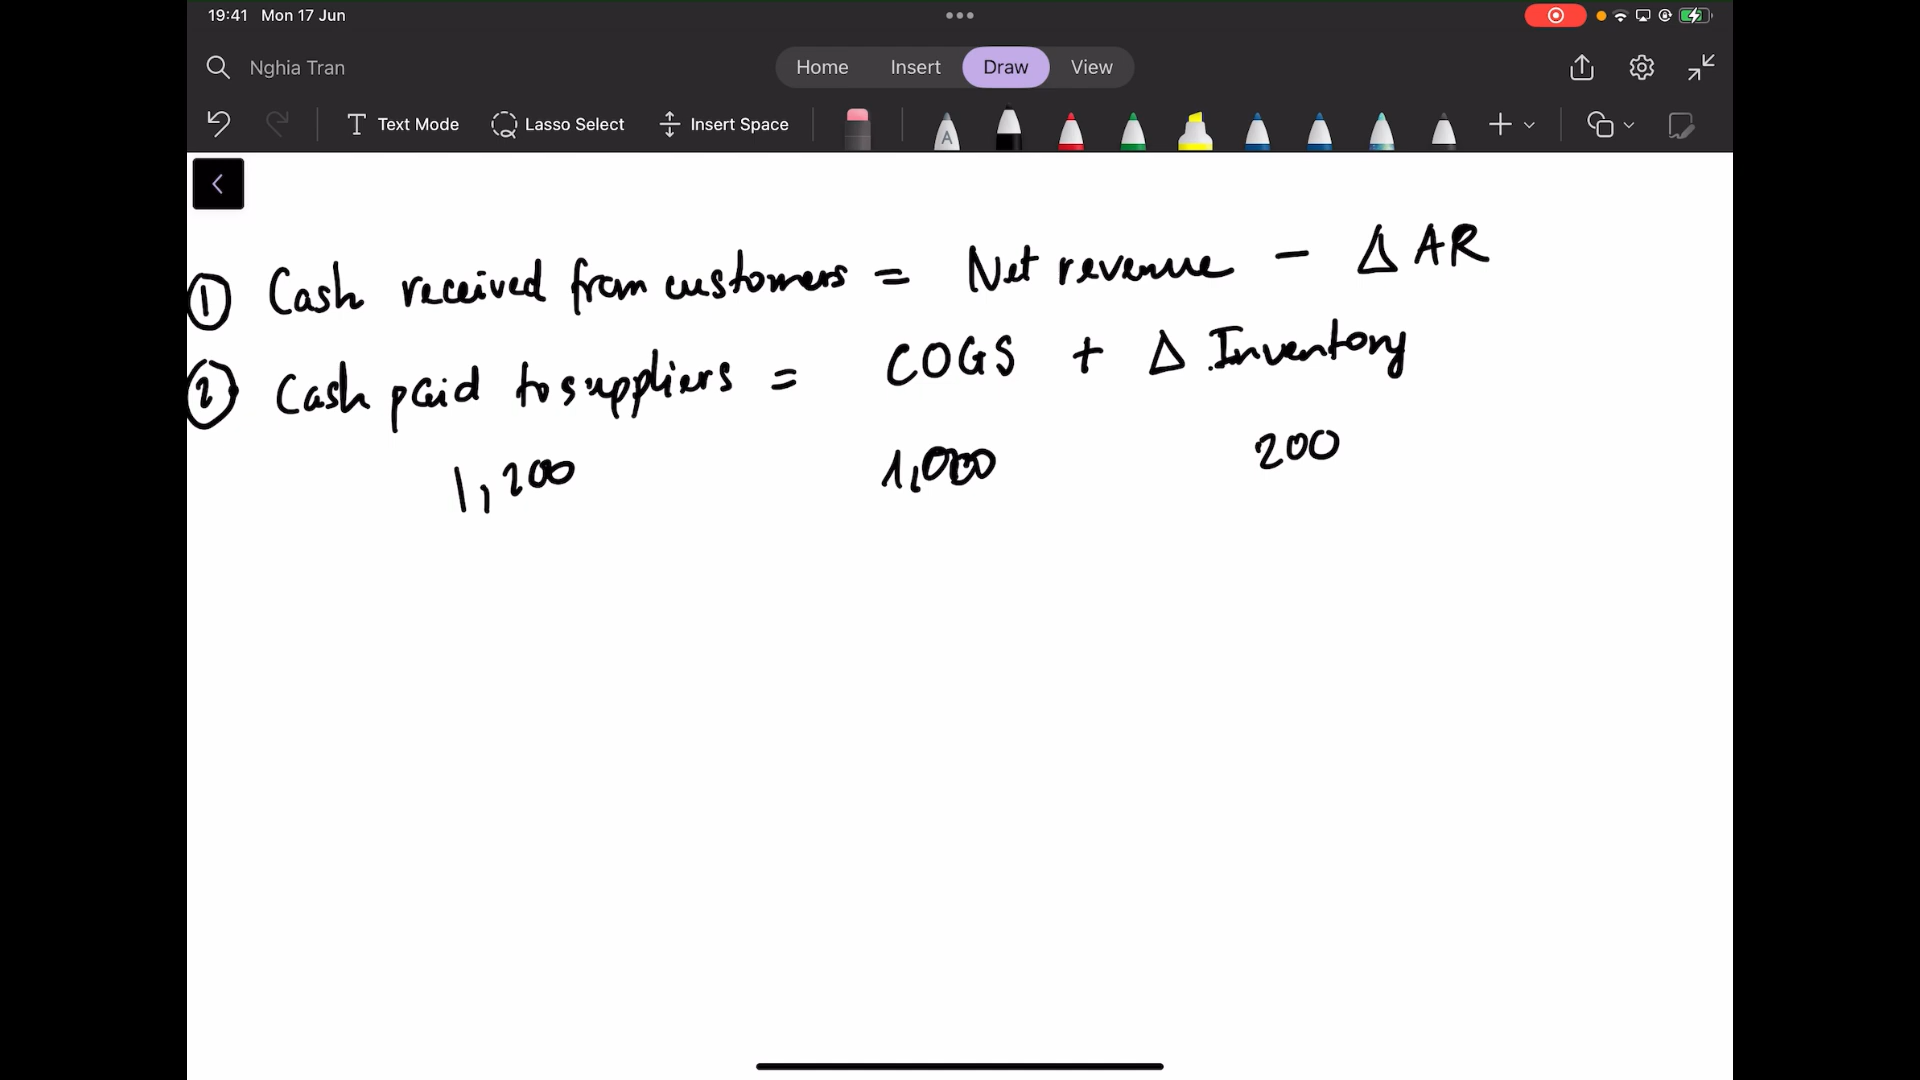 19:41 Mon 17 Jun
Nghia Tran Home Insert Draw View
Text Mode Lasso Select Insert Space A
① Cash received from customers = Net revenue - Δ AR
② Cash paid to suppliers = COGS + Δ Inventory
1,200 1,000 200